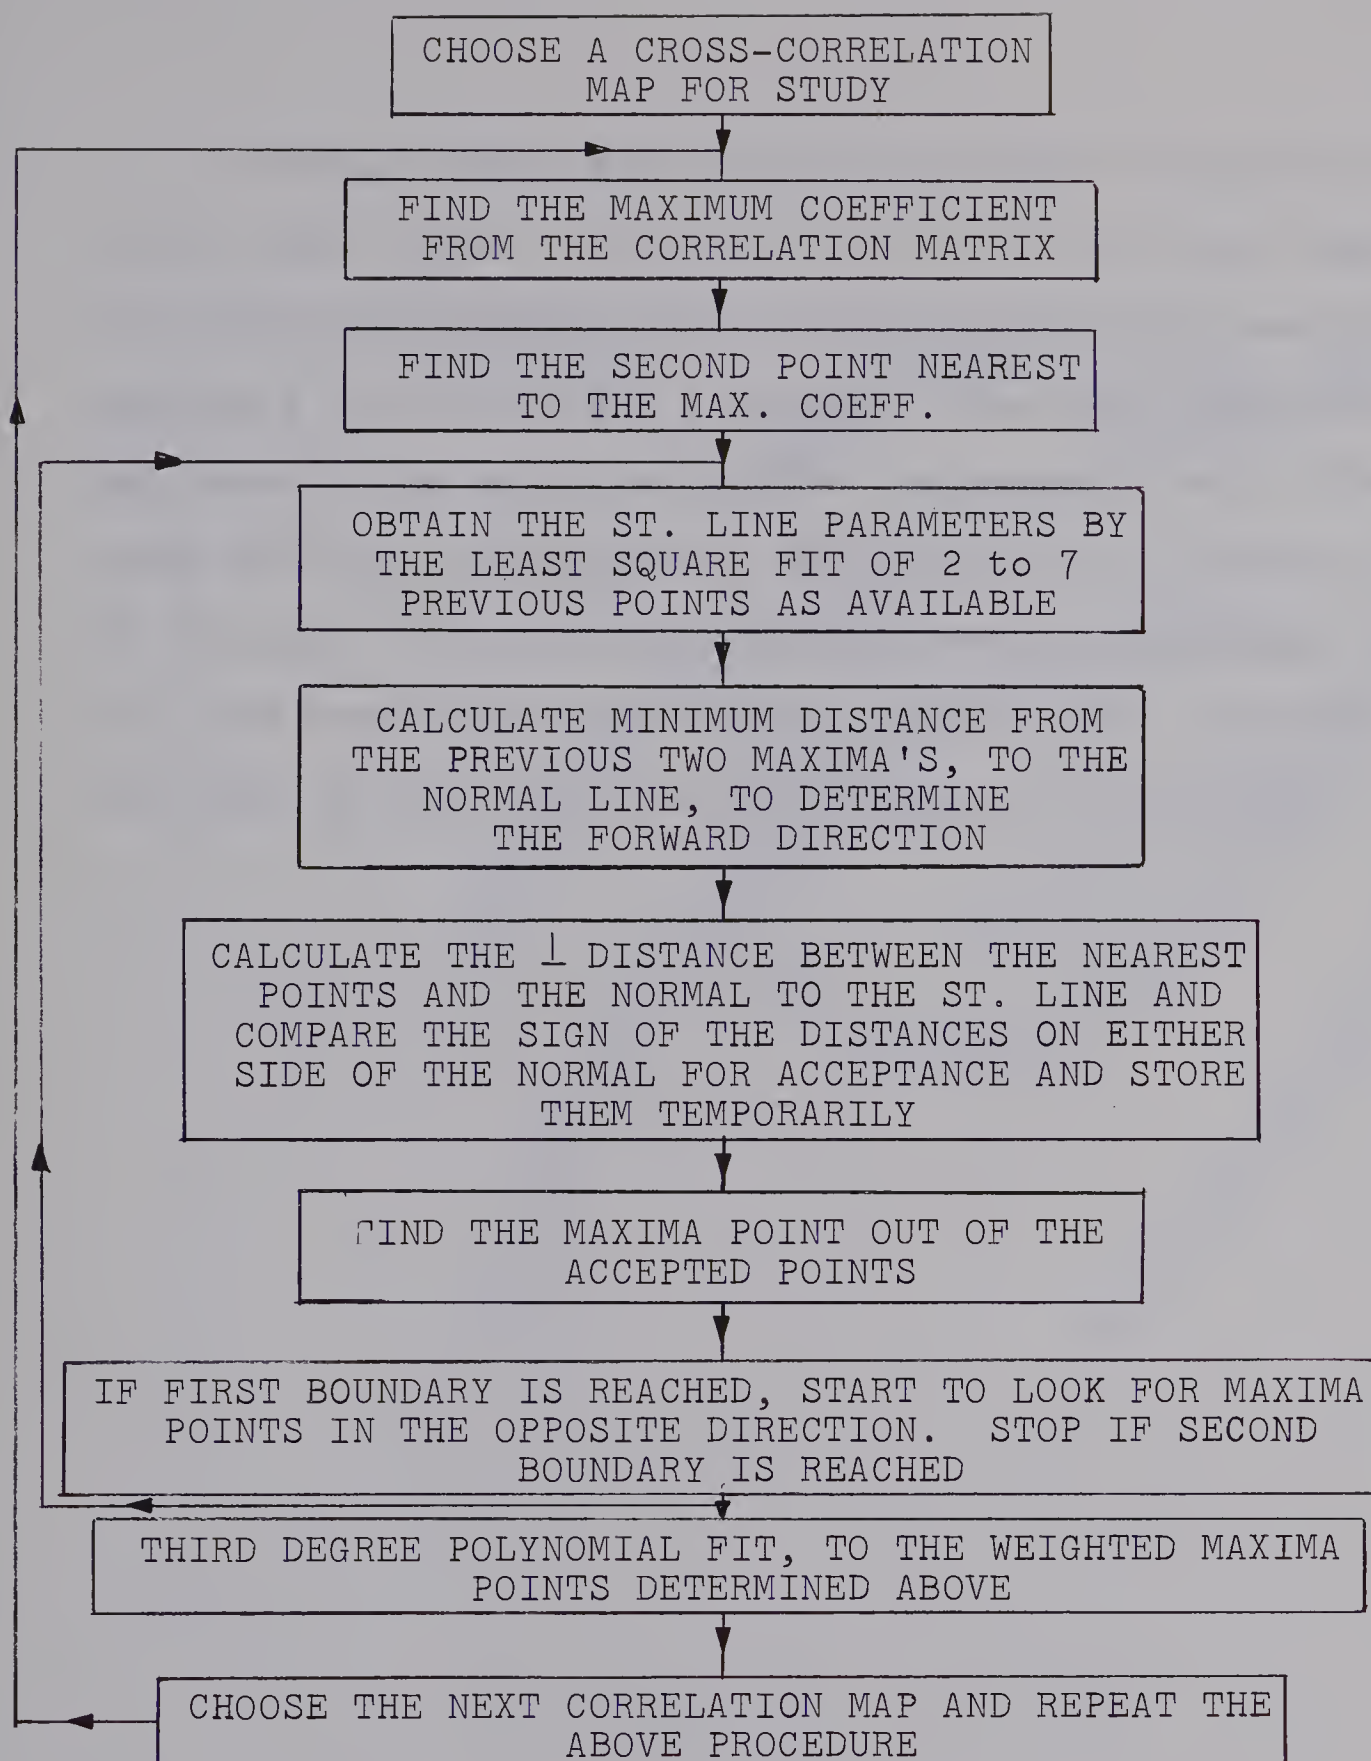 CHOOSE A CROSS-CORRELATION
MAP FOR STUDY
FIND THE MAXIMUM COEFFICIENT
FROM THE CORRELATION MATRIX
FIND THE SECOND POINT NEAREST
TO THE MAX. COEFF.
OBTAIN THE ST. LINE PARAMETERS BY
THE LEAST SQUARE FIT OF 2 to 7
PREVIOUS POINTS AS AVAILABLE
CALCULATE MINIMUM DISTANCE FROM
THE PREVIOUS TWO MAXIMA'S, TO THE
NORMAL LINE, TO DETERMINE
THE FORWARD DIRECTION
CALCULATE THE ⊥ DISTANCE BETWEEN THE NEAREST
POINTS AND THE NORMAL TO THE ST. LINE AND
COMPARE THE SIGN OF THE DISTANCES ON EITHER
SIDE OF THE NORMAL FOR ACCEPTANCE AND STORE
THEM TEMPORARILY
FIND THE MAXIMA POINT OUT OF THE
ACCEPTED POINTS
IF FIRST BOUNDARY IS REACHED, START TO LOOK FOR MAXIMA
POINTS IN THE OPPOSITE DIRECTION. STOP IF SECOND
BOUNDARY IS REACHED
THIRD DEGREE POLYNOMIAL FIT, TO THE WEIGHTED MAXIMA
POINTS DETERMINED ABOVE
CHOOSE THE NEXT CORRELATION MAP AND REPEAT THE
ABOVE PROCEDURE